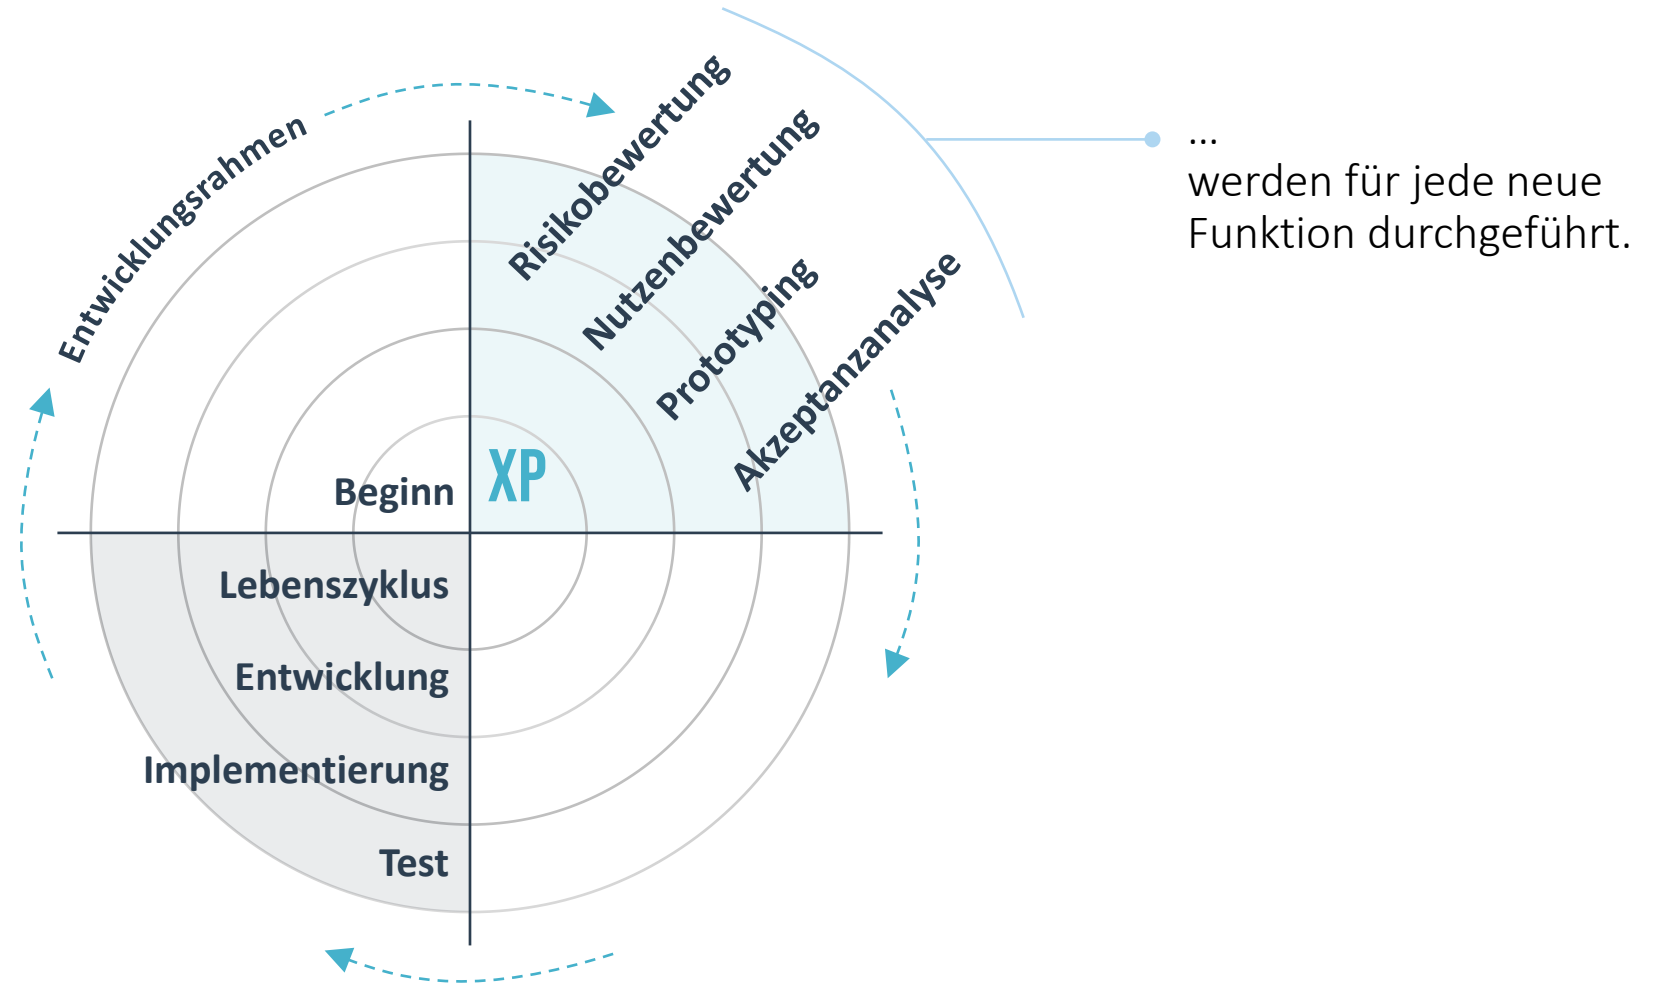 Entwicklungsrahmen
Risikobewertung
Nutzenbewertung
Prototyping
Akzeptanzanalyse
...
werden für jede neue
Funktion durchgeführt.
XP
Beginn
Lebenszyklus
Entwicklung
Implementierung
Test